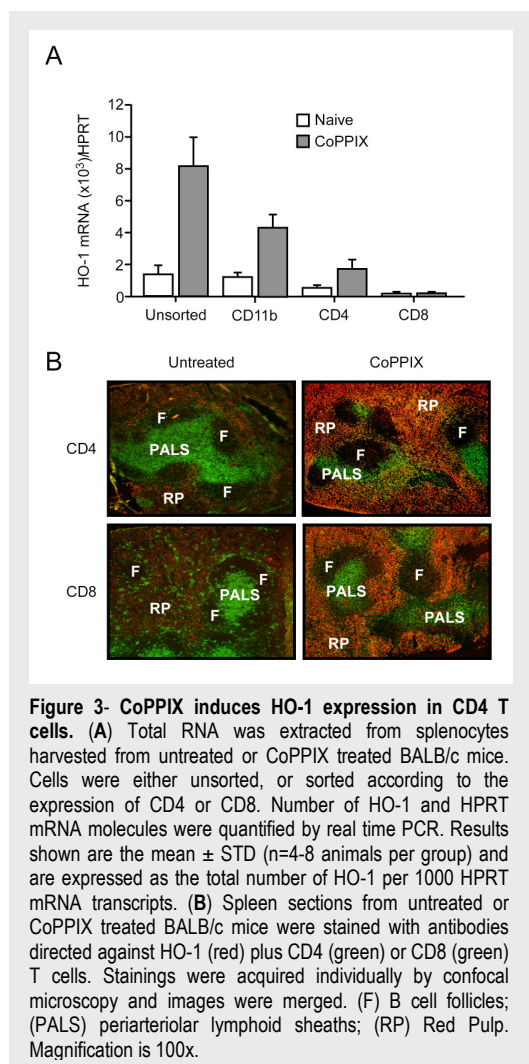 A
HO-1 mRNA (x10³)/HPRT
12
10
8
6
4
2
0
Naive
CoPPIX
Unsorted CD11b CD4 CD8
B
Untreated CoPPIX
CD4
F
F
PALS
RP
F
RP
RP
F
F
PALS
CD8
F
F
RP
PALS
F
F
F
PALS
PALS
RP
Figure 3- CoPPIX induces HO-1 expression in CD4 T
cells. (A) Total RNA was extracted from splenocytes
harvested from untreated or CoPPIX treated BALB/c mice.
Cells were either unsorted, or sorted according to the
expression of CD4 or CD8. Number of HO-1 and HPRT
mRNA molecules were quantified by real time PCR. Results
shown are the mean ± STD (n=4-8 animals per group) and
are expressed as the total number of HO-1 per 1000 HPRT
mRNA transcripts. (B) Spleen sections from untreated or
CoPPIX treated BALB/c mice were stained with antibodies
directed against HO-1 (red) plus CD4 (green) or CD8 (green)
T cells. Stainings were acquired individually by confocal
microscopy and images were merged. (F) B cell follicles;
(PALS) periarteriolar lymphoid sheaths; (RP) Red Pulp.
Magnification is 100x.